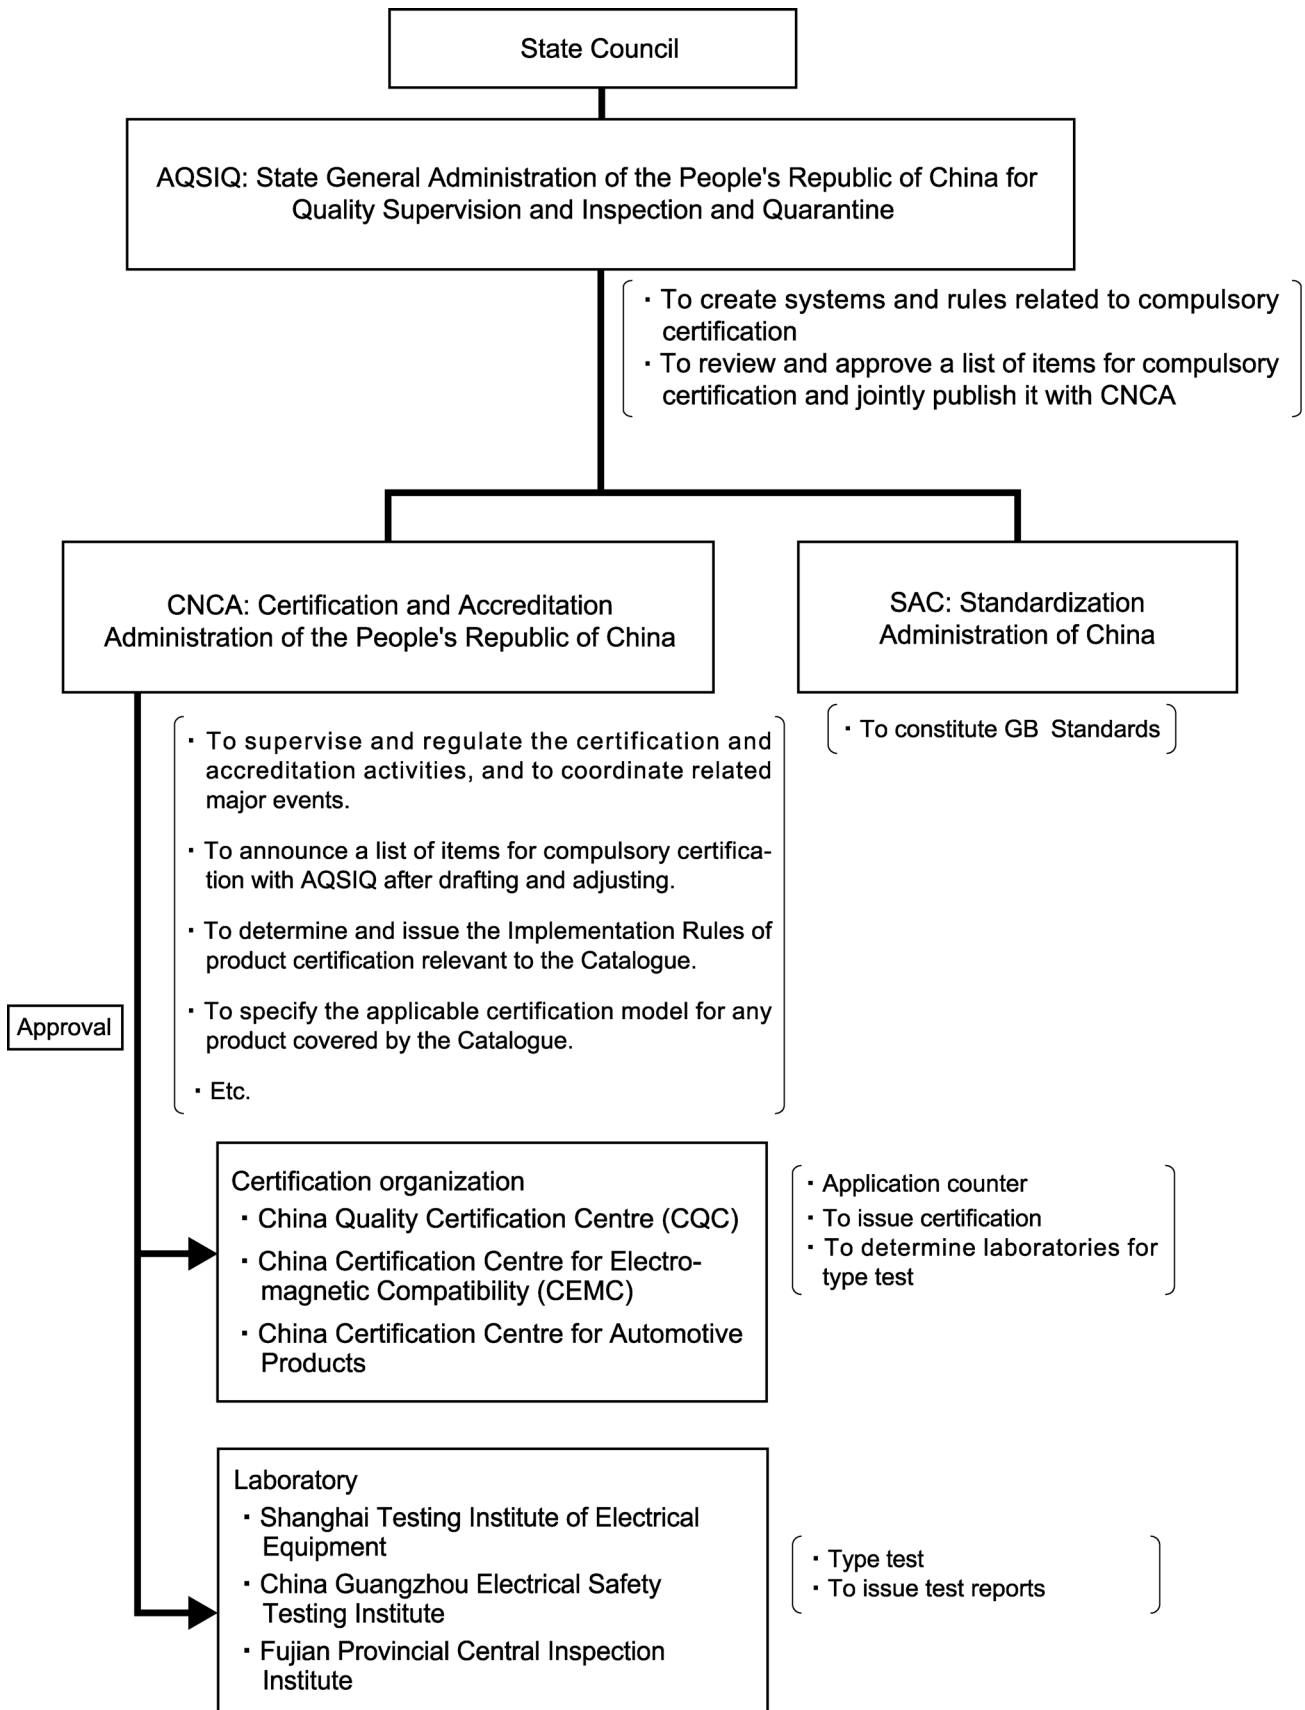 State Council
AQSIQ: State General Administration of the People's Republic of China for
Quality Supervision and Inspection and Quarantine
・To create systems and rules related to compulsory
certification
・To review and approve a list of items for compulsory
certification and jointly publish it with CNCA
CNCA: Certification and Accreditation
Administration of the People's Republic of China
SAC: Standardization
Administration of China
・To constitute GB Standards
・To supervise and regulate the certification and
accreditation activities, and to coordinate related
major events.
・To announce a list of items for compulsory certifica-
tion with AQSIQ after drafting and adjusting.
・To determine and issue the Implementation Rules of
product certification relevant to the Catalogue.
・To specify the applicable certification model for any
product covered by the Catalogue.
・Etc.
Approval
Certification organization
・China Quality Certification Centre (CQC)
・China Certification Centre for Electro-
magnetic Compatibility (CEMC)
・China Certification Centre for Automotive
Products
・Application counter
・To issue certification
・To determine laboratories for
type test
Laboratory
・Shanghai Testing Institute of Electrical
Equipment
・China Guangzhou Electrical Safety
Testing Institute
・Fujian Provincial Central Inspection
Institute
・Type test
・To issue test reports